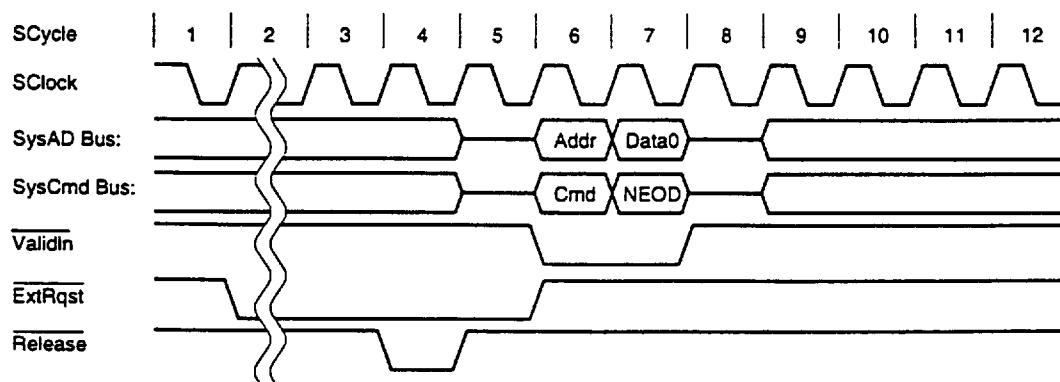 SCycle 1 2 3 4 5 6 7 8 9 10 11 12
SClock
SysAD Bus: Addr Data0
SysCmd Bus: Cmd NEOD
ValidIn
ExtRqst
Release